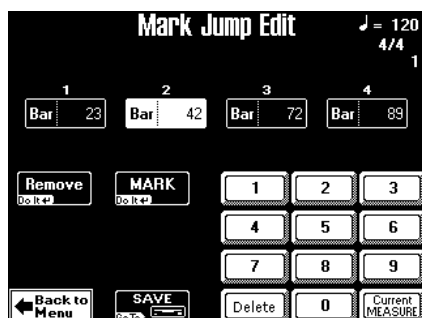 Mark Jump Edit
♩ = 120
4/4
1
1 2 3 4
Bar 23 Bar 42 Bar 72 Bar 89
Remove MARK 1 2 3
Do It ↵ Do It ↵
4 5 6
7 8 9
Back to Menu SAVE Delete 0 Current MEASURE
Go To